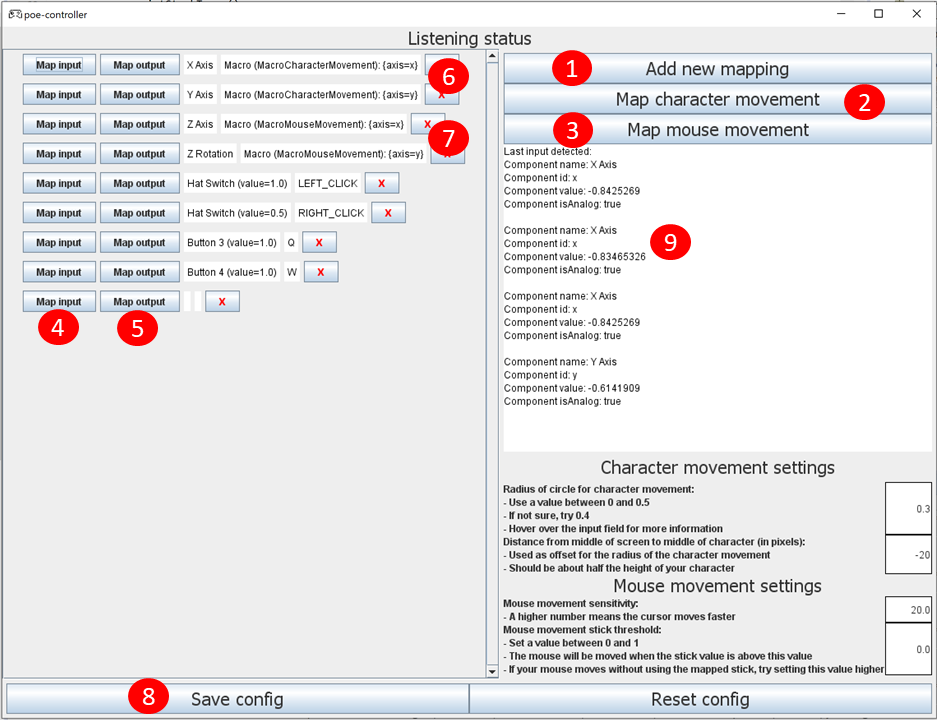 poe-controller
Listening status
Map input Map output X Axis Macro (MacroCharacterMovement): {axis=x}
6
Map input Map output Y Axis Macro (MacroCharacterMovement): {axis=y} X
Map input Map output Z Axis Macro (MacroMouseMovement): {axis=x} X
7
Map input Map output Z Rotation Macro (MacroMouseMovement): {axis=y}
Map input Map output Hat Switch (value=1.0) LEFT_CLICK X
Map input Map output Hat Switch (value=0.5) RIGHT_CLICK X
Map input Map output Button 3 (value=1.0) Q X
Map input Map output Button 4 (value=1.0) W X
Map input Map output X
4 5
1 Add new mapping
Map character movement 2
3 Map mouse movement
Last input detected:
Component name: X Axis
Component id: x
Component value: -0.8425269
Component isAnalog: true
Component name: X Axis
Component id: x
9
Component value: -0.83465326
Component isAnalog: true
Component name: X Axis
Component id: x
Component value: -0.8425269
Component isAnalog: true
Component name: Y Axis
Component id: y
Component value: -0.6141909
Component isAnalog: true
Character movement settings
Radius of circle for character movement:
- Use a value between 0 and 0.5
- If not sure, try 0.4
- Hover over the input field for more information
0.3
Distance from middle of screen to middle of character (in pixels):
- Used as offset for the radius of the character movement
- Should be about half the height of your character
-20
Mouse movement settings
Mouse movement sensitivity:
- A higher number means the cursor moves faster
20.0
Mouse movement stick threshold:
- Set a value between 0 and 1
- The mouse will be moved when the stick value is above this value
- If your mouse moves without using the mapped stick, try setting this value higher
0.0
8 Save config Reset config